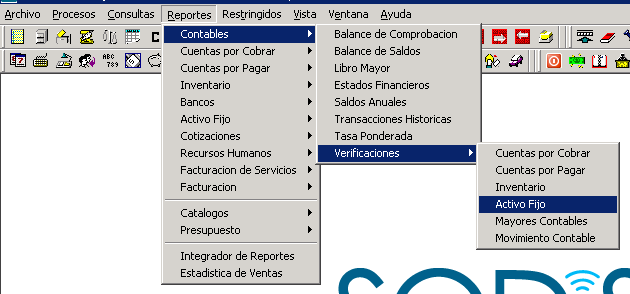 Archivo Procesos Consultas Reportes Restringidos Vista Ventana Ayuda
Contables
Cuentas por Cobrar
Cuentas por Pagar
Inventario
Bancos
Activo Fijo
Cotizaciones
Recursos Humanos
Facturacion de Servicios
Facturacion
Catalogos
Presupuesto
Integrador de Reportes
Estadistica de Ventas
Balance de Comprobacion
Balance de Saldos
Libro Mayor
Estados Financieros
Saldos Anuales
Transacciones Historicas
Tasa Ponderada
Verificaciones
Cuentas por Cobrar
Cuentas por Pagar
Inventario
Activo Fijo
Mayores Contables
Movimiento Contable
ABC
789